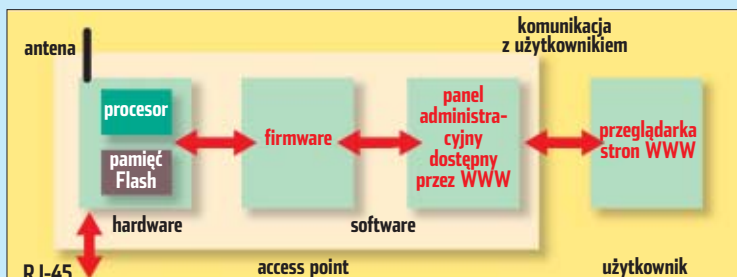 komunikacja
z użytkownikiem
antena
procesor
pamięć
Flash
firmware
panel
administra-
cyjny
dostępny
przez WWW
przeglądarka
stron WWW
hardware
software
RJ-45
access point
użytkownik